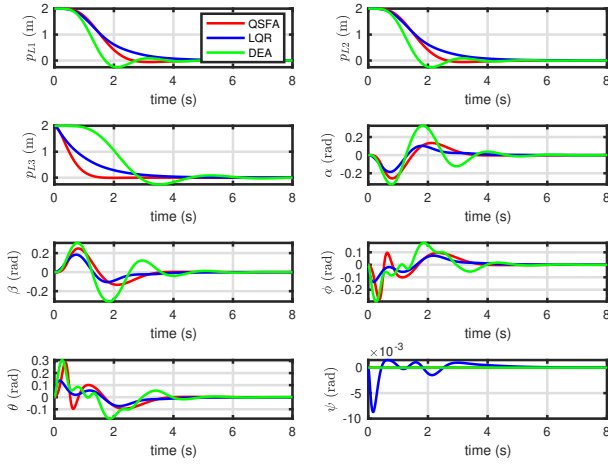 2
1
0
p_{L1} (m)
0 2 4 6 8
time (s)
QSFA
LQR
DEA
2
1
0
p_{L2} (m)
0 2 4 6 8
time (s)
2
1
0
p_{L3} (m)
0 2 4 6 8
time (s)
0.2
0
-0.2
α (rad)
0 2 4 6 8
time (s)
0.2
0
-0.2
β (rad)
0 2 4 6 8
time (s)
0.1
0
-0.1
-0.3
ϕ (rad)
0 2 4 6 8
time (s)
0.3
0.2
0.1
0
-0.1
θ (rad)
0 2 4 6 8
time (s)
×10⁻³
0
-5
-10
ψ (rad)
0 2 4 6 8
time (s)